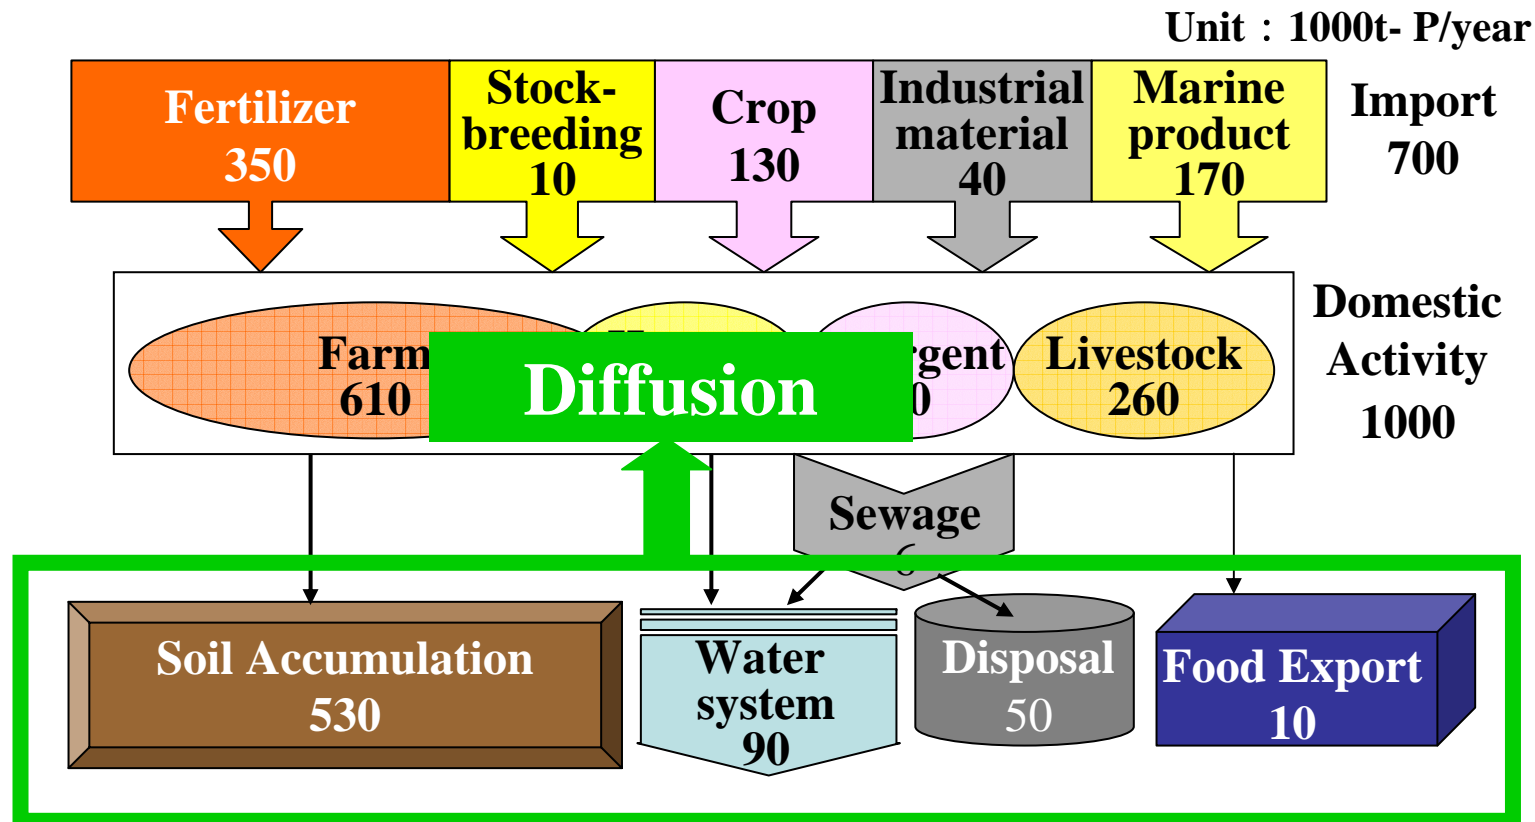 Unit : 1000t- P/year
Fertilizer
350
Stock-
breeding
10
Crop
130
Industrial
material
40
Marine
product
170
Import
700
Farm
610
Diffusion
rgent
0
Livestock
260
Domestic
Activity
1000
Sewage
Soil Accumulation
530
Water
system
90
Disposal
50
Food Export
10